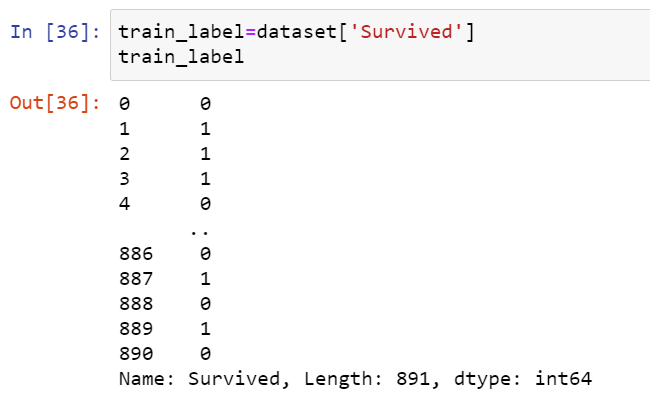 In [36]: train_label=dataset['Survived']
train_label
Out[36]: 0      0
1      1
2      1
3      1
4      0
..
886    0
887    1
888    0
889    1
890    0
Name: Survived, Length: 891, dtype: int64